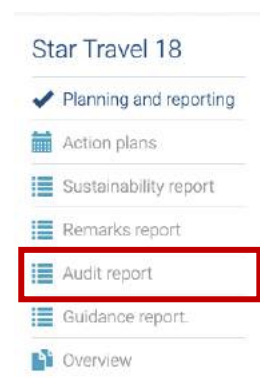 Star Travel 18
Planning and reporting
Action plans
Sustainability report
Remarks report
Audit report
Guidance report.
Overview